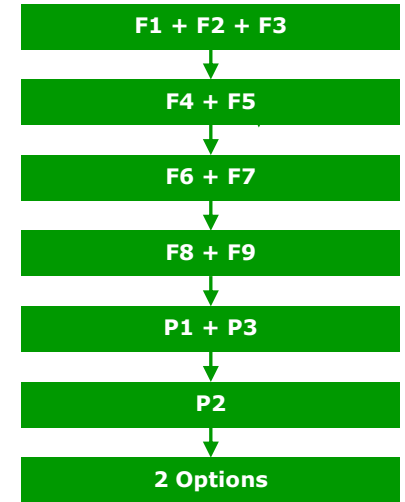 F1 + F2 + F3
F4 + F5
F6 + F7
F8 + F9
P1 + P3
P2
2 Options